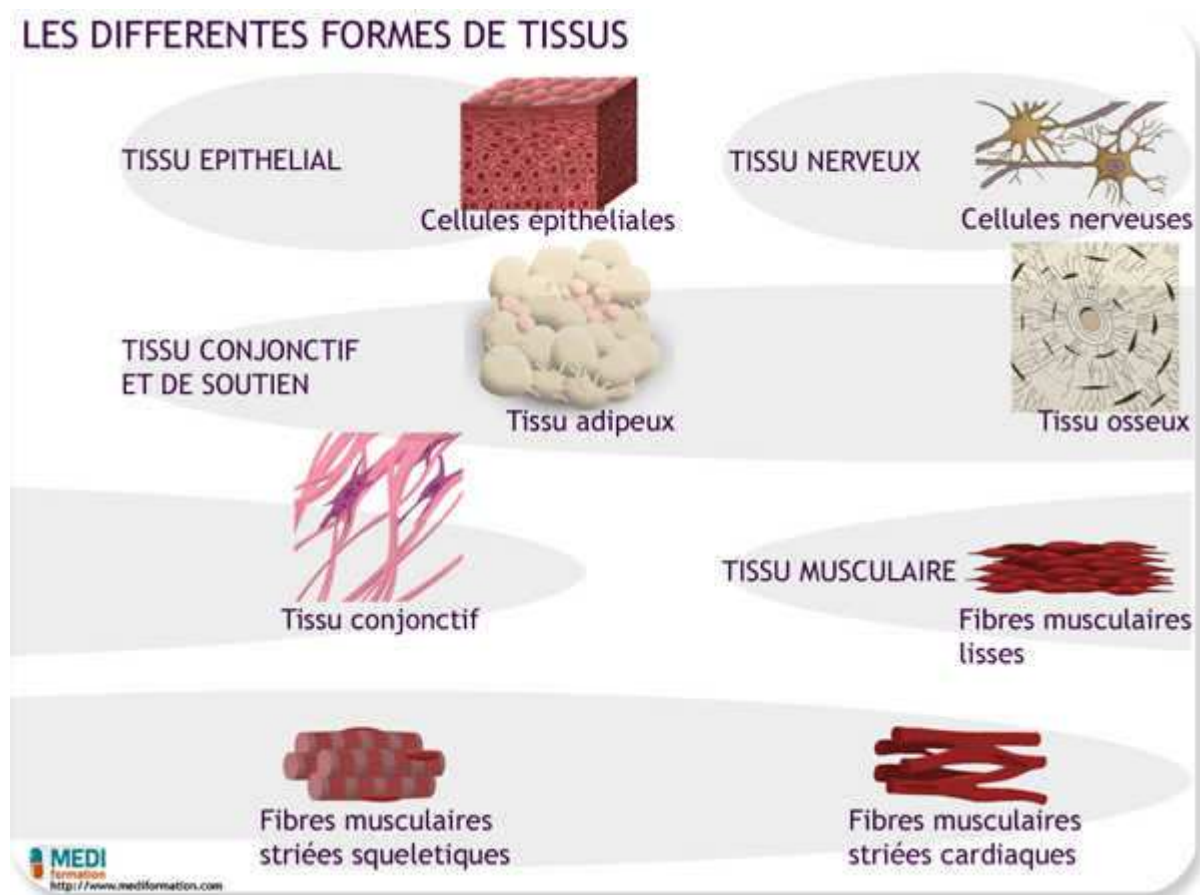 LES DIFFERENTES FORMES DE TISSUS
TISSU EPITHELIAL
Cellules épithéliales
TISSU NERVEUX
Cellules nerveuses
TISSU CONJONCTIF
ET DE SOUTIEN
Tissu adipeux
Tissu osseux
Tissu conjonctif
TISSU MUSCULAIRE
Fibres musculaires
lisses
Fibres musculaires
striées squeletiques
Fibres musculaires
striées cardiaques
MEDI
formation
http://www.mediformation.com